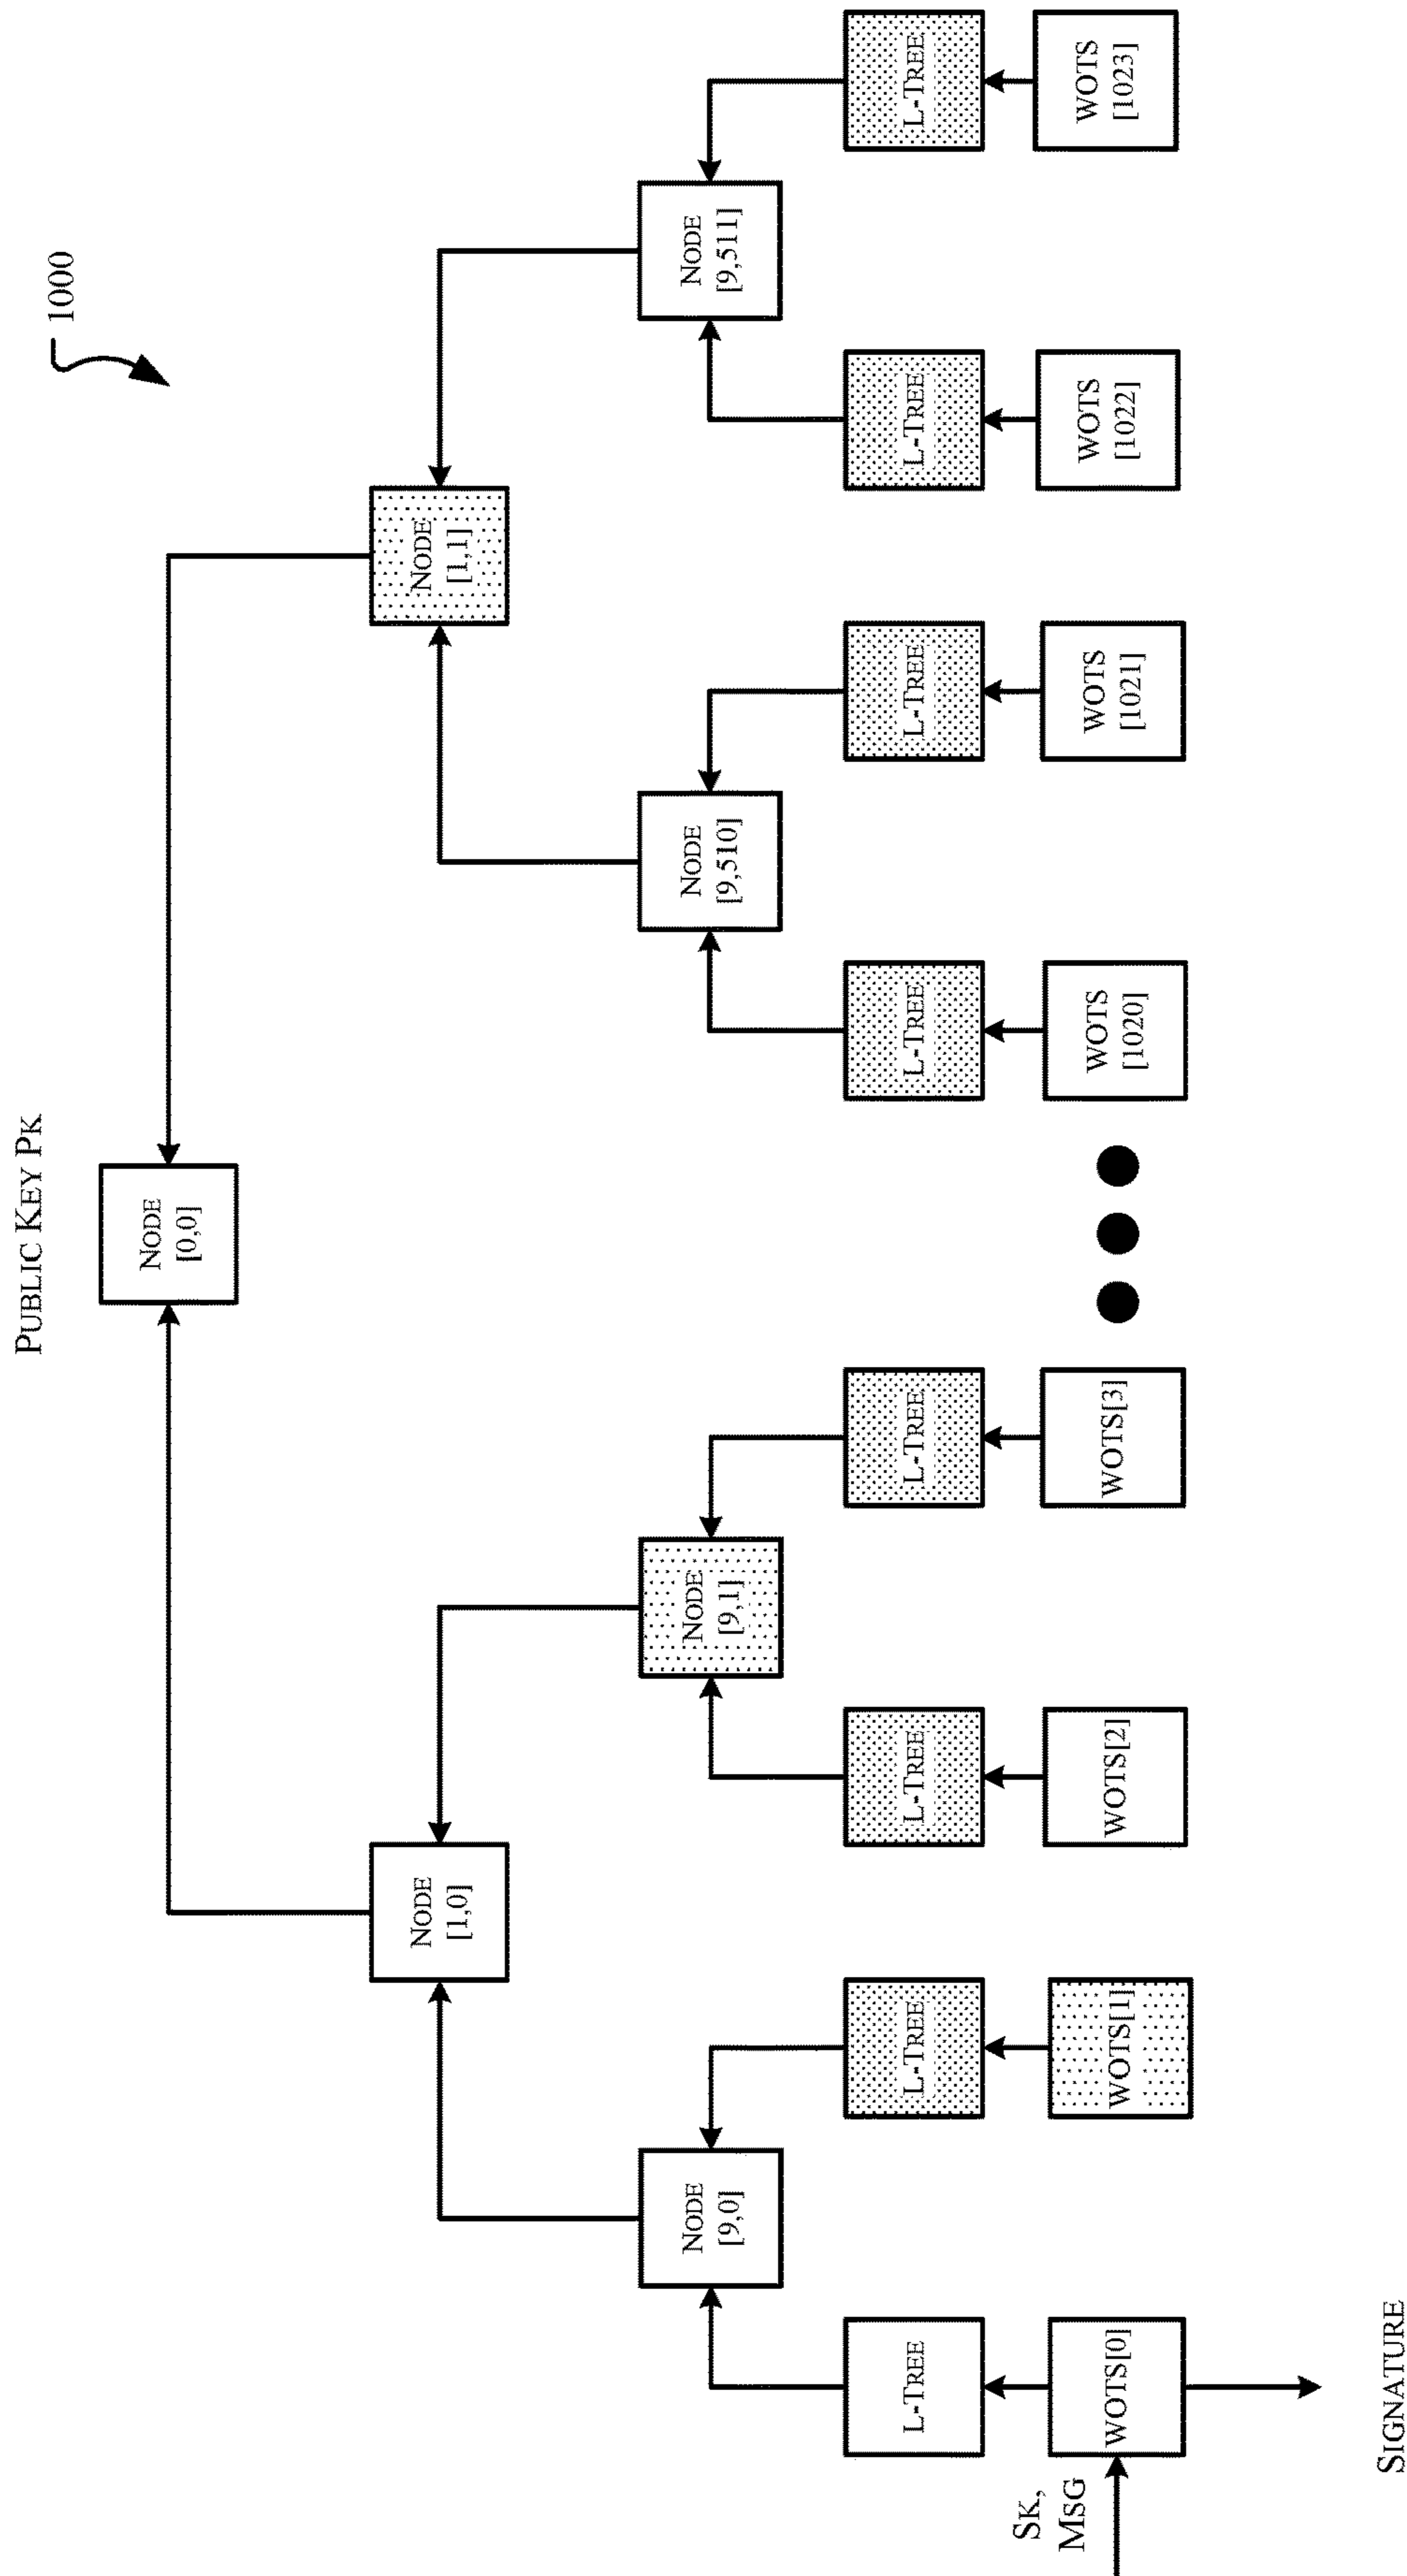 1000
PUBLIC KEY PK
NODE
[0,0]
NODE
[1,0]
NODE
[1,1]
NODE
[9,0]
NODE
[9,1]
NODE
[9,510]
NODE
[9,511]
L-TREE
L-TREE
L-TREE
L-TREE
L-TREE
L-TREE
L-TREE
L-TREE
SK,
MSG
WOTS[0]
WOTS[1]
WOTS[2]
WOTS[3]
WOTS
[1020]
WOTS
[1021]
WOTS
[1022]
WOTS
[1023]
SIGNATURE